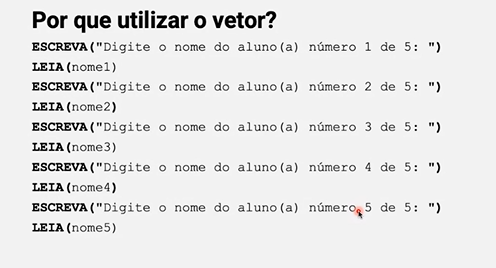 Por que utilizar o vetor?
ESCREVA("Digite o nome do aluno(a) número 1 de 5: ")
LEIA(nome1)
ESCREVA("Digite o nome do aluno(a) número 2 de 5: ")
LEIA(nome2)
ESCREVA("Digite o nome do aluno(a) número 3 de 5: ")
LEIA(nome3)
ESCREVA("Digite o nome do aluno(a) número 4 de 5: ")
LEIA(nome4)
ESCREVA("Digite o nome do aluno(a) número 5 de 5: ")
LEIA(nome5)